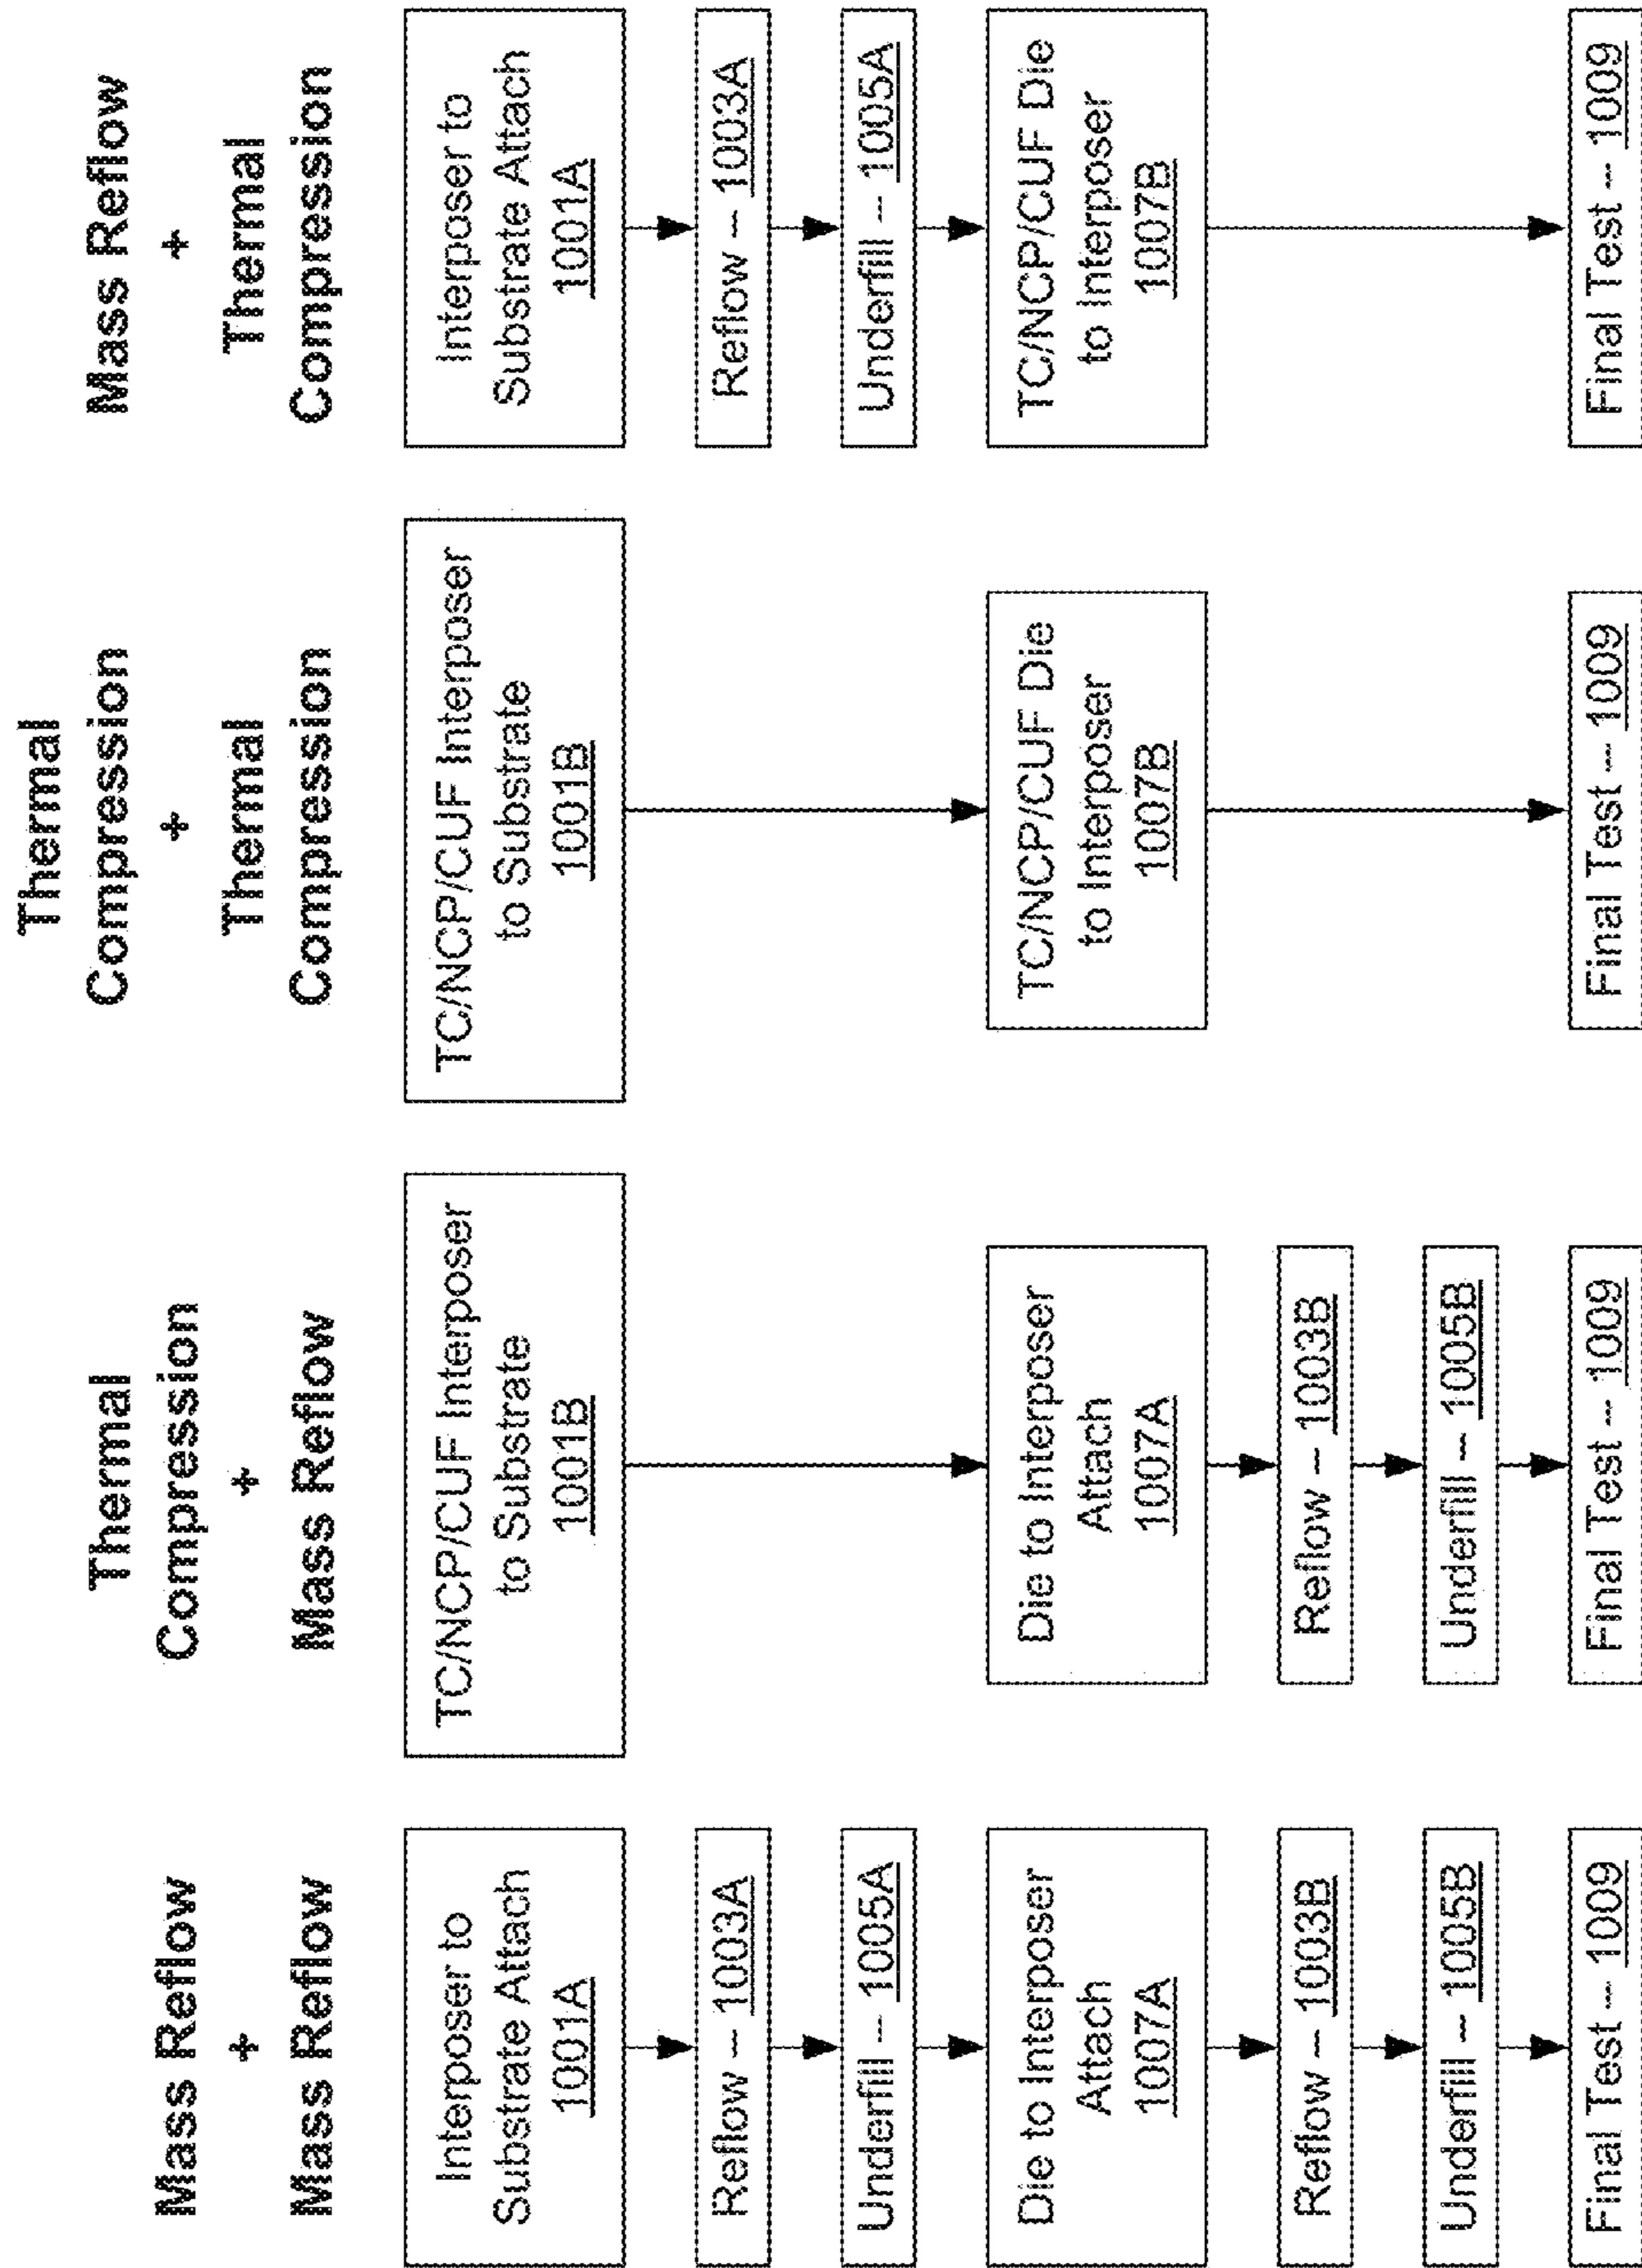 Mass Reflow
+
Mass Reflow
Interposer to
Substrate Attach
1001A
Reflow – 1003A
Underfill – 1005A
Die to Interposer
Attach
1007A
Reflow – 1003B
Underfill – 1005B
Final Test – 1009
Thermal
Compression
+
Mass Reflow
TC/NCP/CUF Interposer
to Substrate
1001B
Die to Interposer
Attach
1007A
Reflow – 1003B
Underfill – 1005B
Final Test – 1009
Thermal
Compression
+
Thermal
Compression
TC/NCP/CUF Interposer
to Substrate
1001B
TC/NCP/CUF Die
to Interposer
1007B
Final Test – 1009
Mass Reflow
+
Thermal
Compression
Interposer to
Substrate Attach
1001A
Reflow – 1003A
Underfill – 1005A
TC/NCP/CUF Die
to Interposer
1007B
Final Test – 1009